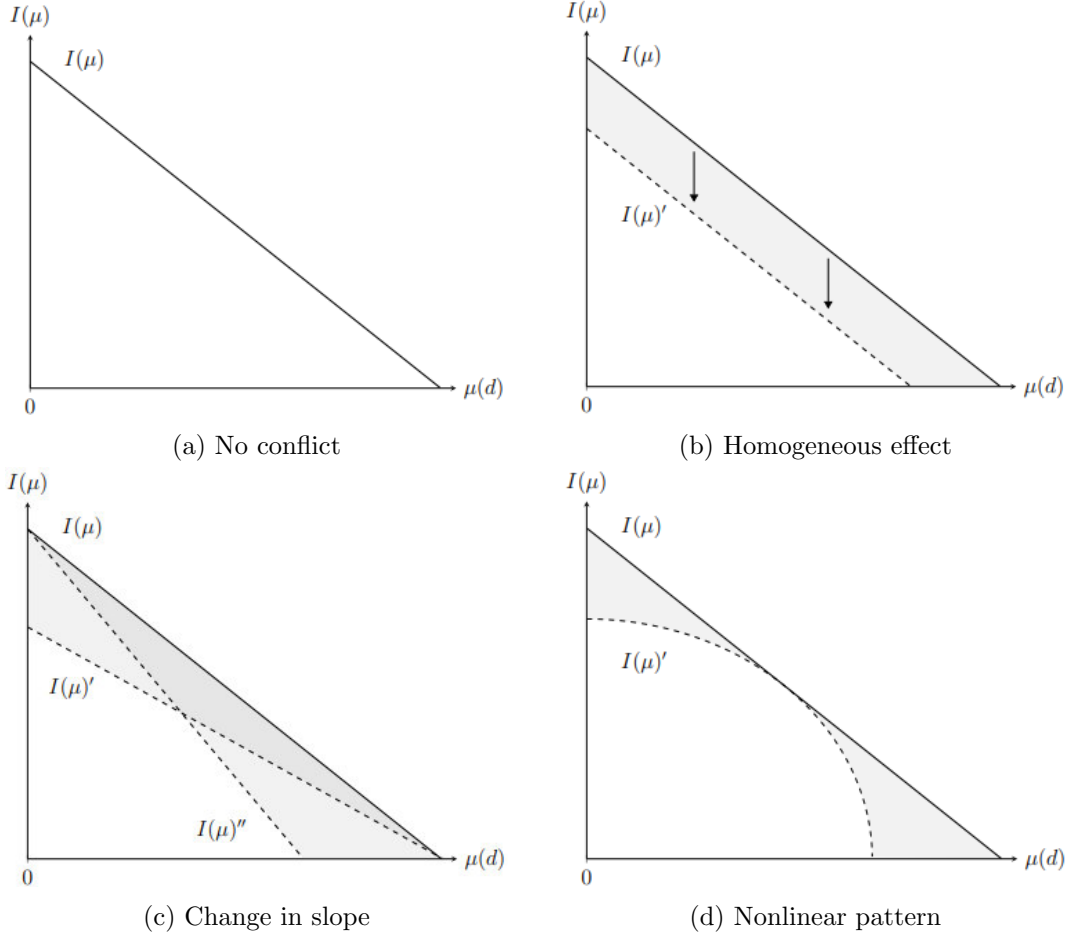 I(μ)
I(μ)
μ(d)
0
(a) No conflict
I(μ)
I(μ)
I(μ)′
μ(d)
0
(b) Homogeneous effect
I(μ)
I(μ)
I(μ)′
I(μ)″
μ(d)
0
(c) Change in slope
I(μ)
I(μ)
I(μ)′
μ(d)
0
(d) Nonlinear pattern